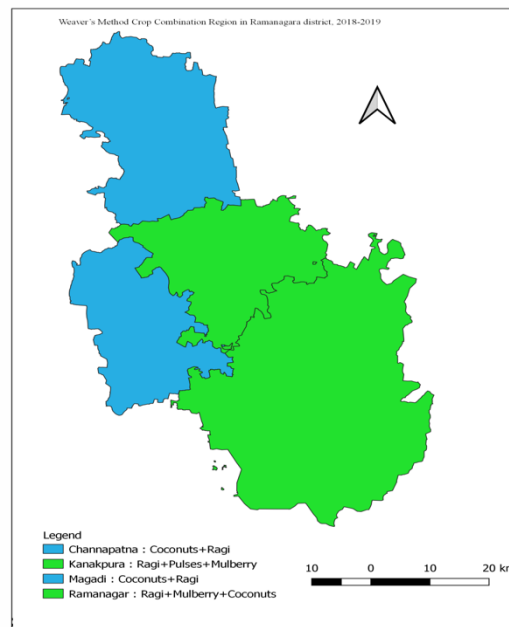 Weaver's Method Crop Combination Region in Ramanagara district, 2018-2019
Legend
Channapatna : Coconuts+Ragi
Kanakpura : Ragi+Pulses+Mulberry
Magadi : Coconuts+Ragi
Ramanagar : Ragi+Mulberry+Coconuts
10 0 10 20 km